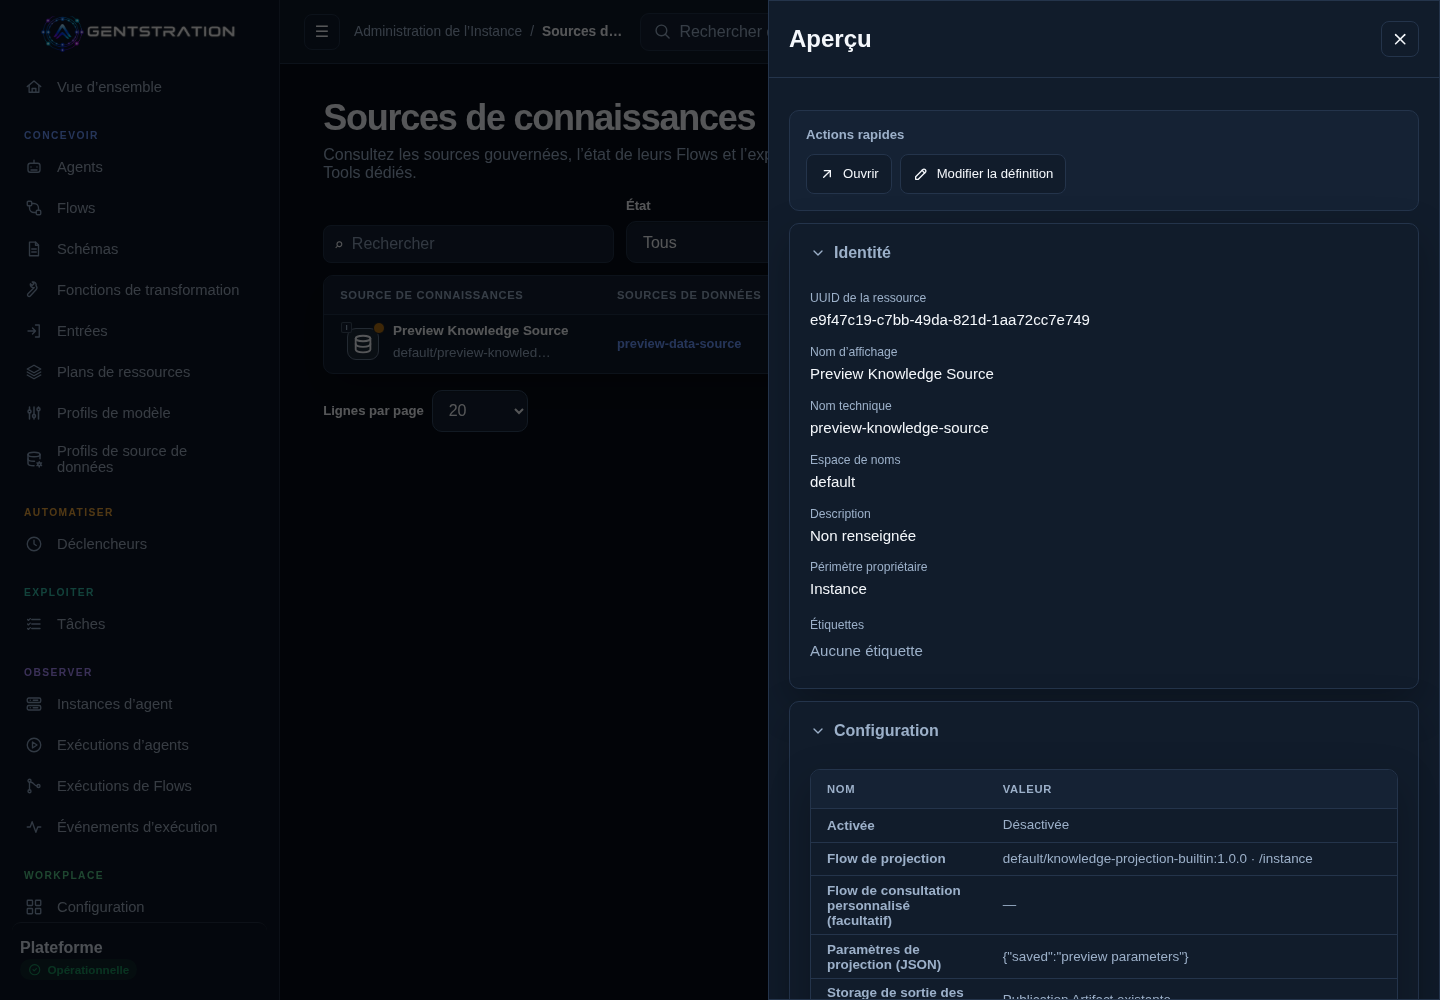 GENTSTRATION
Vue d’ensemble
CONCEVOIR
Agents
Flows
Schémas
Fonctions de transformation
Entrées
Plans de ressources
Profils de modèle
Profils de source de
données
AUTOMATISER
Déclencheurs
EXPLOITER
Tâches
OBSERVER
Instances d’agent
Exécutions d’agents
Exécutions de Flows
Événements d’exécution
WORKPLACE
Configuration
Plateforme
Opérationnelle
Administration de l’Instance / Sources d…
Rechercher
Sources de connaissances
Consultez les sources gouvernées, l’état de leurs Flows et l’exp
Tools dédiés.
État
Rechercher
Tous
SOURCE DE CONNAISSANCES SOURCES DE DONNÉES
I
Preview Knowledge Source
default/preview-knowled…
preview-data-source
Lignes par page 20
Aperçu
Actions rapides
Ouvrir
Modifier la définition
Identité
UUID de la ressource
e9f47c19-c7bb-49da-821d-1aa72cc7e749
Nom d’affichage
Preview Knowledge Source
Nom technique
preview-knowledge-source
Espace de noms
default
Description
Non renseignée
Périmètre propriétaire
Instance
Étiquettes
Aucune étiquette
Configuration
NOM VALEUR
Activée Désactivée
Flow de projection default/knowledge-projection-builtin:1.0.0 · /instance
Flow de consultation
personnalisé
(facultatif)
—
Paramètres de
projection (JSON)
{"saved":"preview parameters"}
Storage de sortie des
Publication Artifact existante